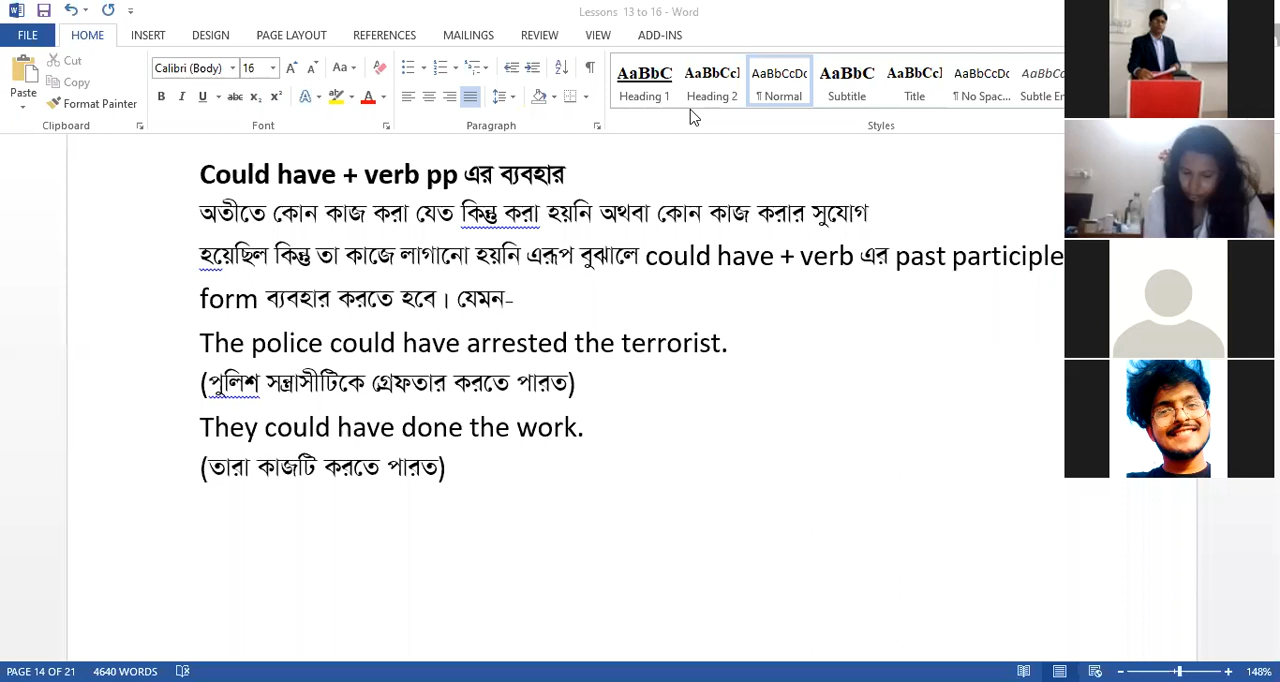 Lessons 13 to 16 - Word
FILE HOME INSERT DESIGN PAGE LAYOUT REFERENCES MAILINGS REVIEW VIEW ADD-INS
Paste
Cut
Copy
Format Painter
Clipboard
Calibri (Body) 16
Font
Paragraph
AaBbC AaBbCcI AaBbCcDc AaBbC AaBbCcI AaBbCcDc AaBbCc
Heading 1 Heading 2 ¶ Normal Subtitle Title ¶ No Spac... Subtle En
Styles
Could have + verb pp এর ব্যবহার
অতীতে কোন কাজ করা যেত কিন্তু করা হয়নি অথবা কোন কাজ করার সুযোগ
হয়েছিল কিন্তু তা কাজে লাগানো হয়নি এরূপ বুঝালে could have + verb এর past participle
form ব্যবহার করতে হবে। যেমন-
The police could have arrested the terrorist.
(পুলিশ সন্ত্রাসীটিকে গ্রেফতার করতে পারত)
They could have done the work.
(তারা কাজটি করতে পারত)
PAGE 14 OF 21 4640 WORDS 148%